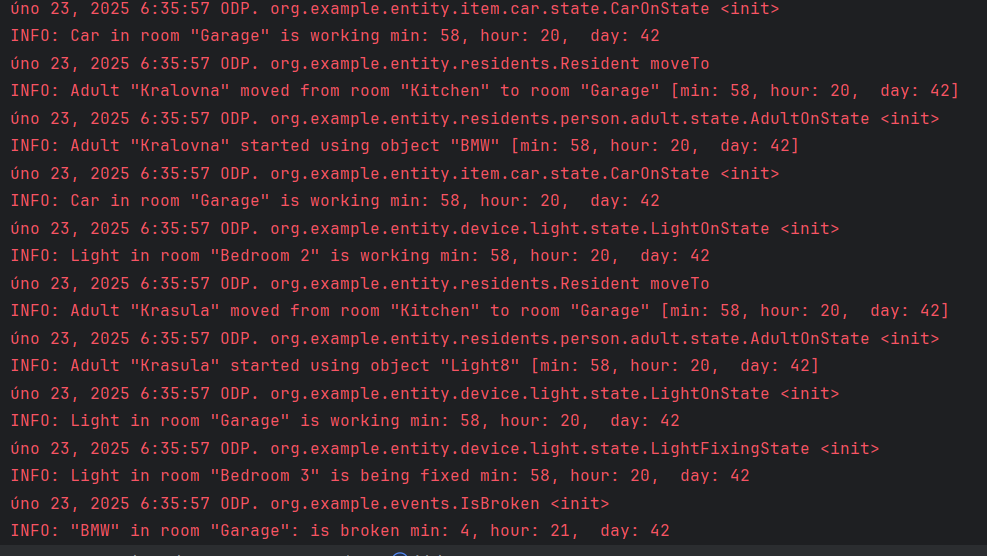 úno 23, 2025 6:35:57 ODP. org.example.entity.item.car.state.CarOnState <init>
INFO: Car in room "Garage" is working min: 58, hour: 20,  day: 42
úno 23, 2025 6:35:57 ODP. org.example.entity.residents.Resident moveTo
INFO: Adult "Kralovna" moved from room "Kitchen" to room "Garage" [min: 58, hour: 20,  day: 42]
úno 23, 2025 6:35:57 ODP. org.example.entity.residents.person.adult.state.AdultOnState <init>
INFO: Adult "Kralovna" started using object "BMW" [min: 58, hour: 20,  day: 42]
úno 23, 2025 6:35:57 ODP. org.example.entity.item.car.state.CarOnState <init>
INFO: Car in room "Garage" is working min: 58, hour: 20,  day: 42
úno 23, 2025 6:35:57 ODP. org.example.entity.device.light.state.LightOnState <init>
INFO: Light in room "Bedroom 2" is working min: 58, hour: 20,  day: 42
úno 23, 2025 6:35:57 ODP. org.example.entity.residents.Resident moveTo
INFO: Adult "Krasula" moved from room "Kitchen" to room "Garage" [min: 58, hour: 20,  day: 42]
úno 23, 2025 6:35:57 ODP. org.example.entity.residents.person.adult.state.AdultOnState <init>
INFO: Adult "Krasula" started using object "Light8" [min: 58, hour: 20,  day: 42]
úno 23, 2025 6:35:57 ODP. org.example.entity.device.light.state.LightOnState <init>
INFO: Light in room "Garage" is working min: 58, hour: 20,  day: 42
úno 23, 2025 6:35:57 ODP. org.example.entity.device.light.state.LightFixingState <init>
INFO: Light in room "Bedroom 3" is being fixed min: 58, hour: 20,  day: 42
úno 23, 2025 6:35:57 ODP. org.example.events.IsBroken <init>
INFO: "BMW" in room "Garage": is broken min: 4, hour: 21,  day: 42